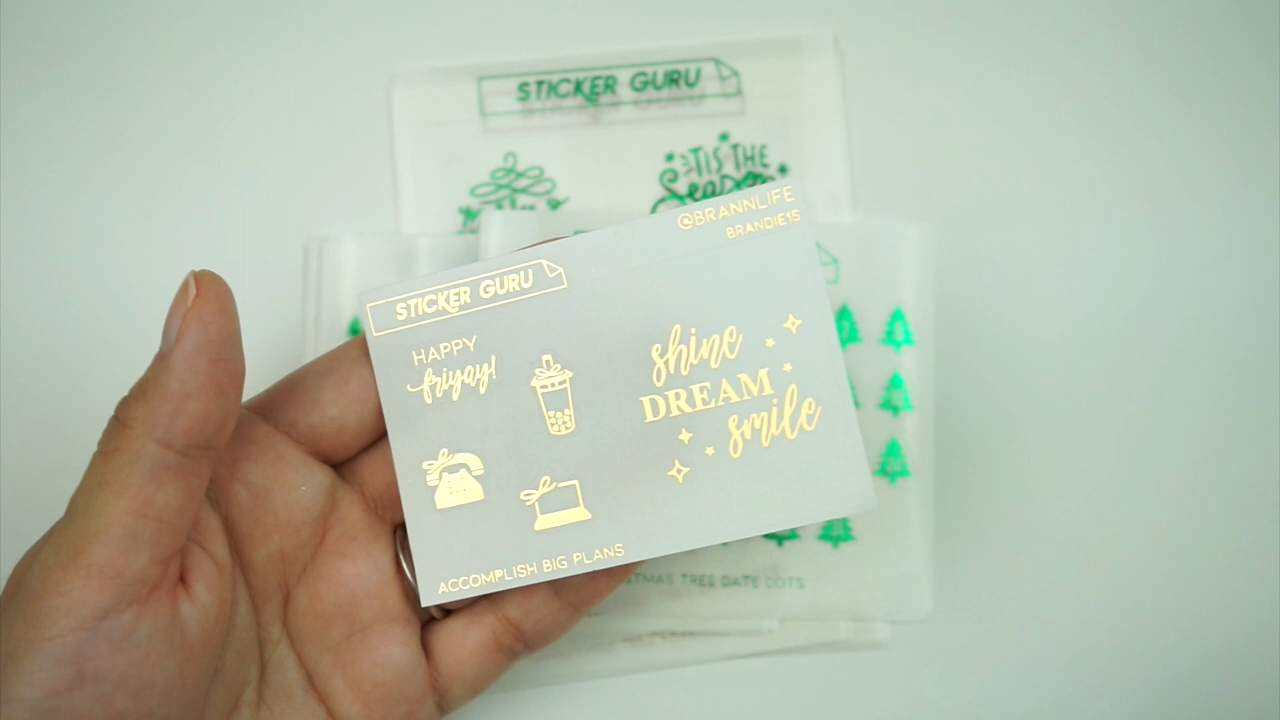 STICKER GURU
'TIS THE
Season
@BRANNLIFE
BRANDIE15
STICKER GURU
HAPPY
friyay!
shine
DREAM
smile
ACCOMPLISH BIG PLANS
TREE DATE DOTS